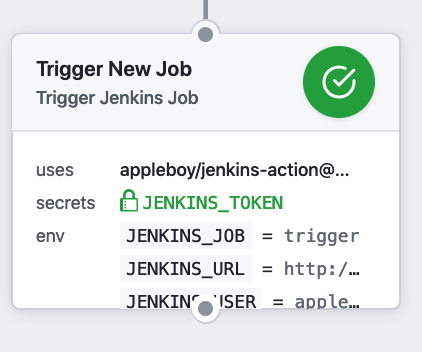 Trigger New Job
Trigger Jenkins Job
uses appleboy/jenkins-action@...
secrets JENKINS_TOKEN
env JENKINS_JOB = trigger
JENKINS_URL = http:/…
JENKINS_USER = apple…